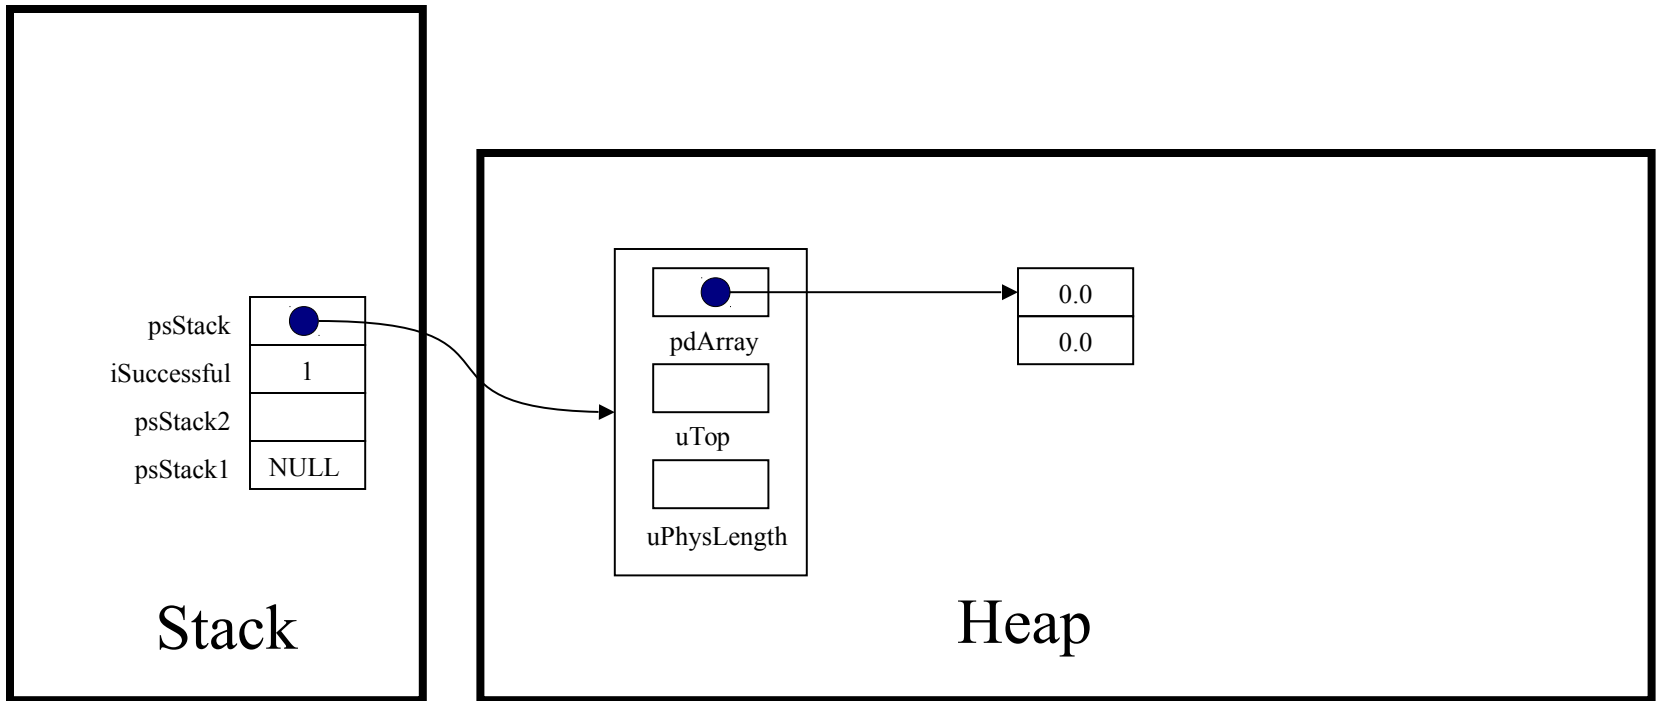 psStack
iSuccessful 1
psStack2
psStack1 NULL
Stack
pdArray
uTop
uPhysLength
0.0
0.0
Heap